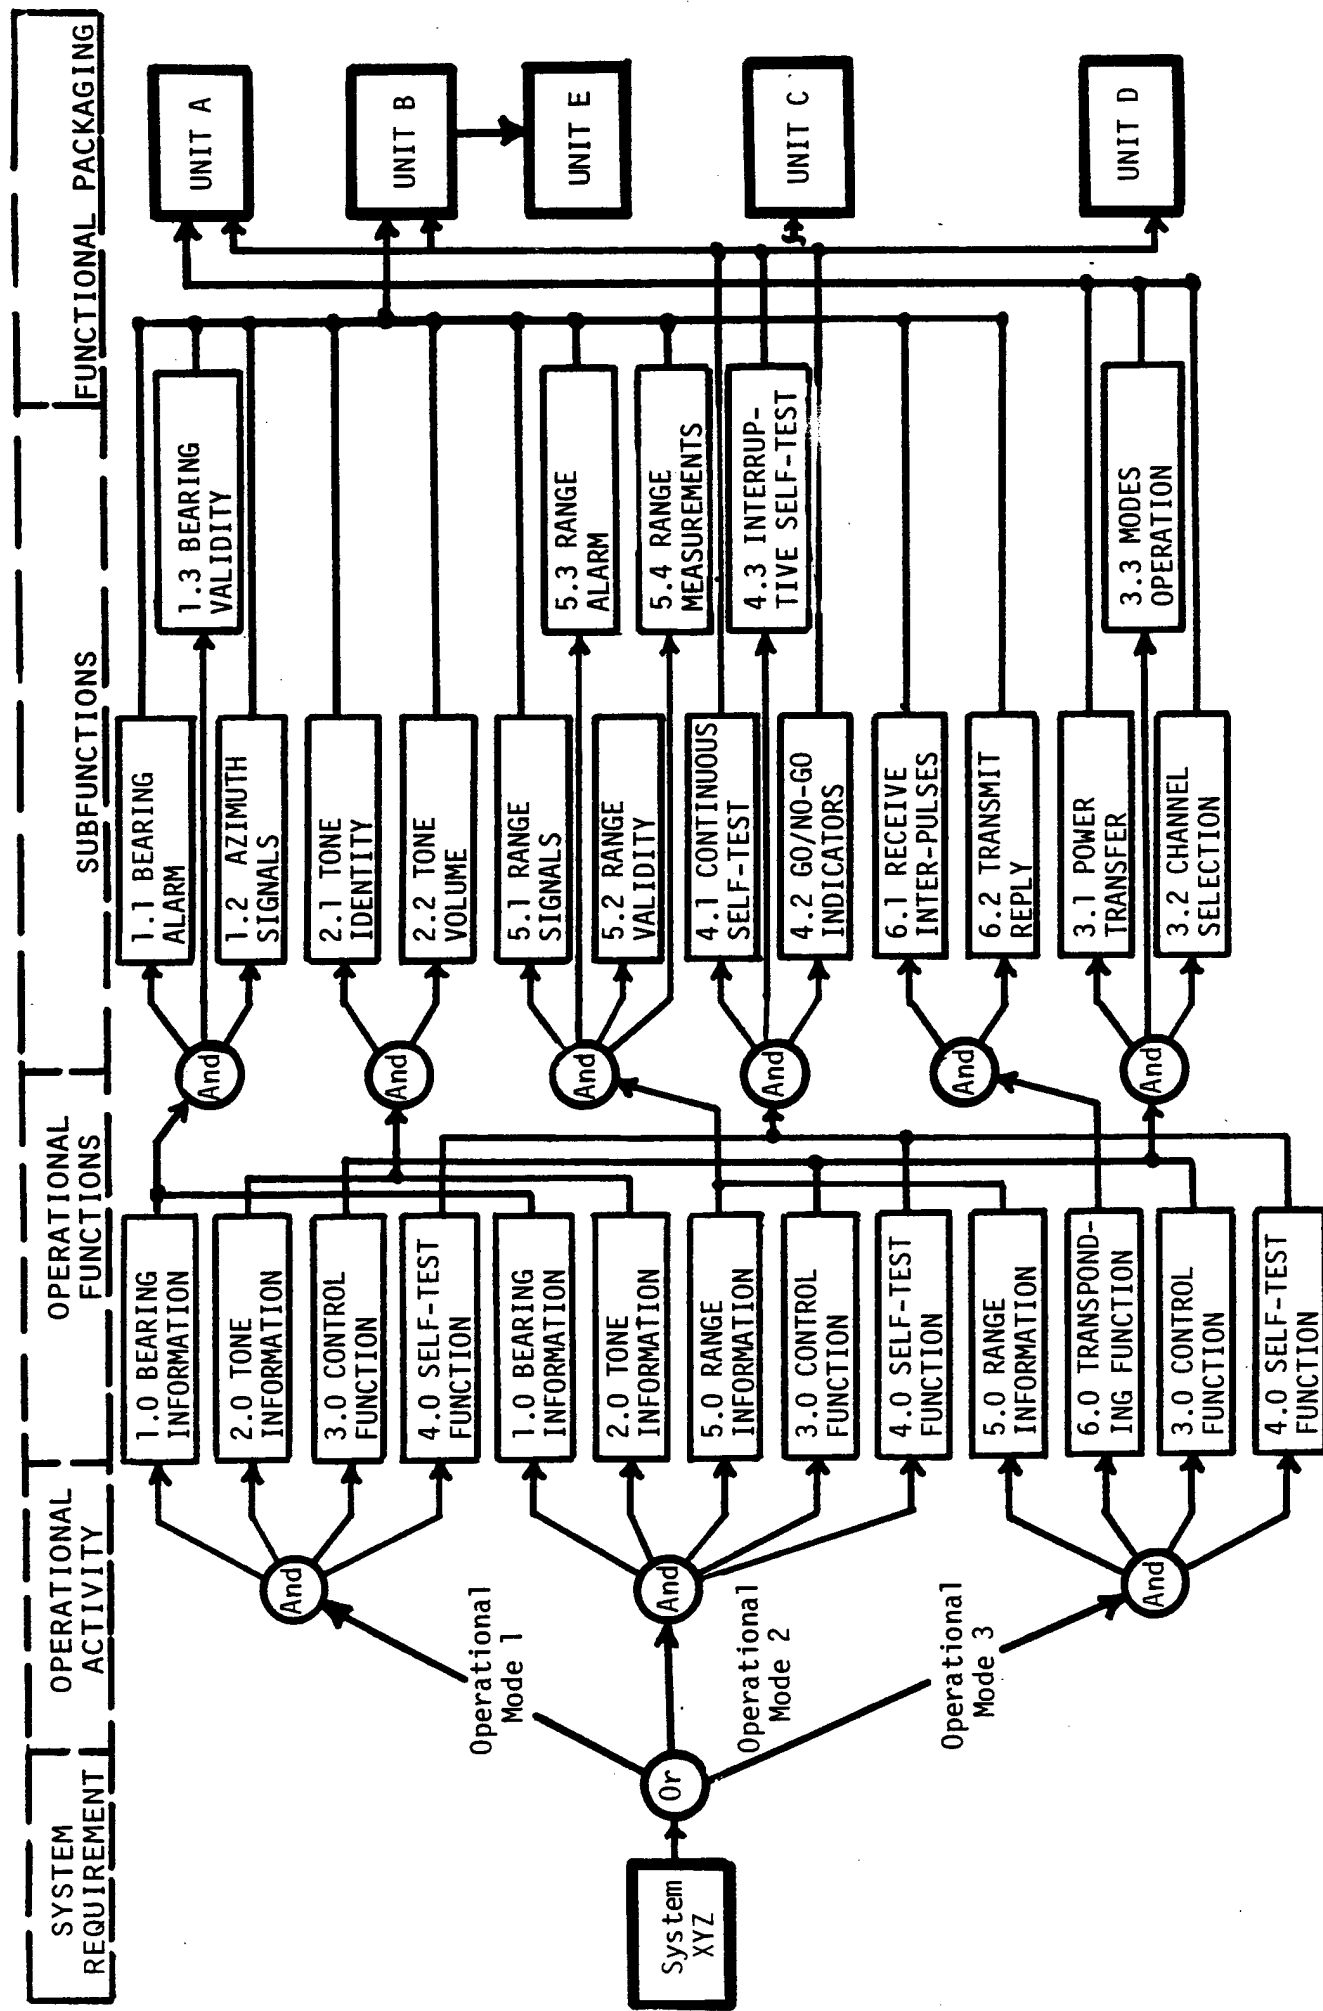 SYSTEM
REQUIREMENT
OPERATIONAL
ACTIVITY
OPERATIONAL
FUNCTIONS
SUBFUNCTIONS
FUNCTIONAL PACKAGING
System
XYZ
Or
Operational
Mode 1
Operational
Mode 2
Operational
Mode 3
And
And
And
1.0 BEARING
INFORMATION
2.0 TONE
INFORMATION
3.0 CONTROL
FUNCTION
4.0 SELF-TEST
FUNCTION
1.0 BEARING
INFORMATION
2.0 TONE
INFORMATION
5.0 RANGE
INFORMATION
3.0 CONTROL
FUNCTION
4.0 SELF-TEST
FUNCTION
5.0 RANGE
INFORMATION
6.0 TRANSPOND-
ING FUNCTION
3.0 CONTROL
FUNCTION
4.0 SELF-TEST
FUNCTION
And
And
And
And
And
And
1.1 BEARING
ALARM
1.3 BEARING
VALIDITY
1.2 AZIMUTH
SIGNALS
2.1 TONE
IDENTITY
2.2 TONE
VOLUME
5.1 RANGE
SIGNALS
5.3 RANGE
ALARM
5.2 RANGE
VALIDITY
5.4 RANGE
MEASUREMENTS
4.1 CONTINUOUS
SELF-TEST
4.3 INTERRUP-
TIVE SELF-TEST
4.2 GO/NO-GO
INDICATORS
6.1 RECEIVE
INTER-PULSES
6.2 TRANSMIT
REPLY
3.1 POWER
TRANSFER
3.3 MODES
OPERATION
3.2 CHANNEL
SELECTION
UNIT A
UNIT B
UNIT E
UNIT C
UNIT D